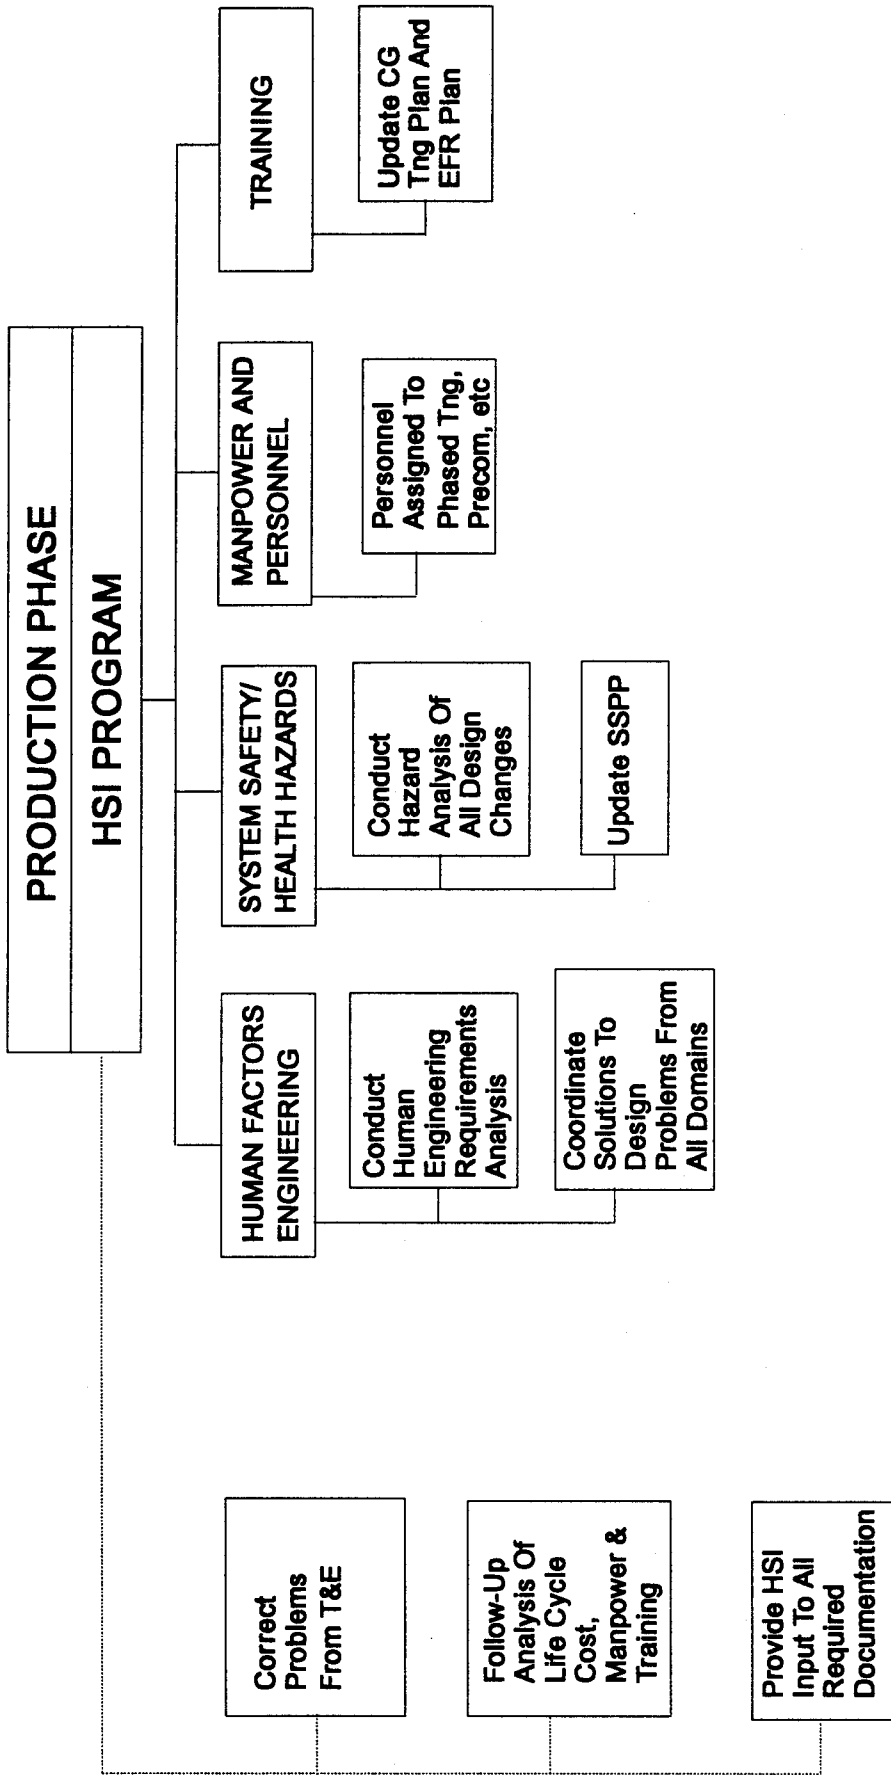 PRODUCTION PHASE
HSI PROGRAM
Correct
Problems
From T&E
Follow-Up
Analysis Of
Life Cycle
Cost,
Manpower &
Training
Provide HSI
Input To All
Required
Documentation
HUMAN FACTORS
ENGINEERING
Conduct
Human
Engineering
Requirements
Analysis
Coordinate
Solutions To
Design
Problems From
All Domains
SYSTEM SAFETY/
HEALTH HAZARDS
Conduct
Hazard
Analysis Of
All Design
Changes
Update SSPP
MANPOWER AND
PERSONNEL
Personnel
Assigned To
Phased Tng,
Precom, etc
TRAINING
Update CG
Tng Plan And
EFR Plan